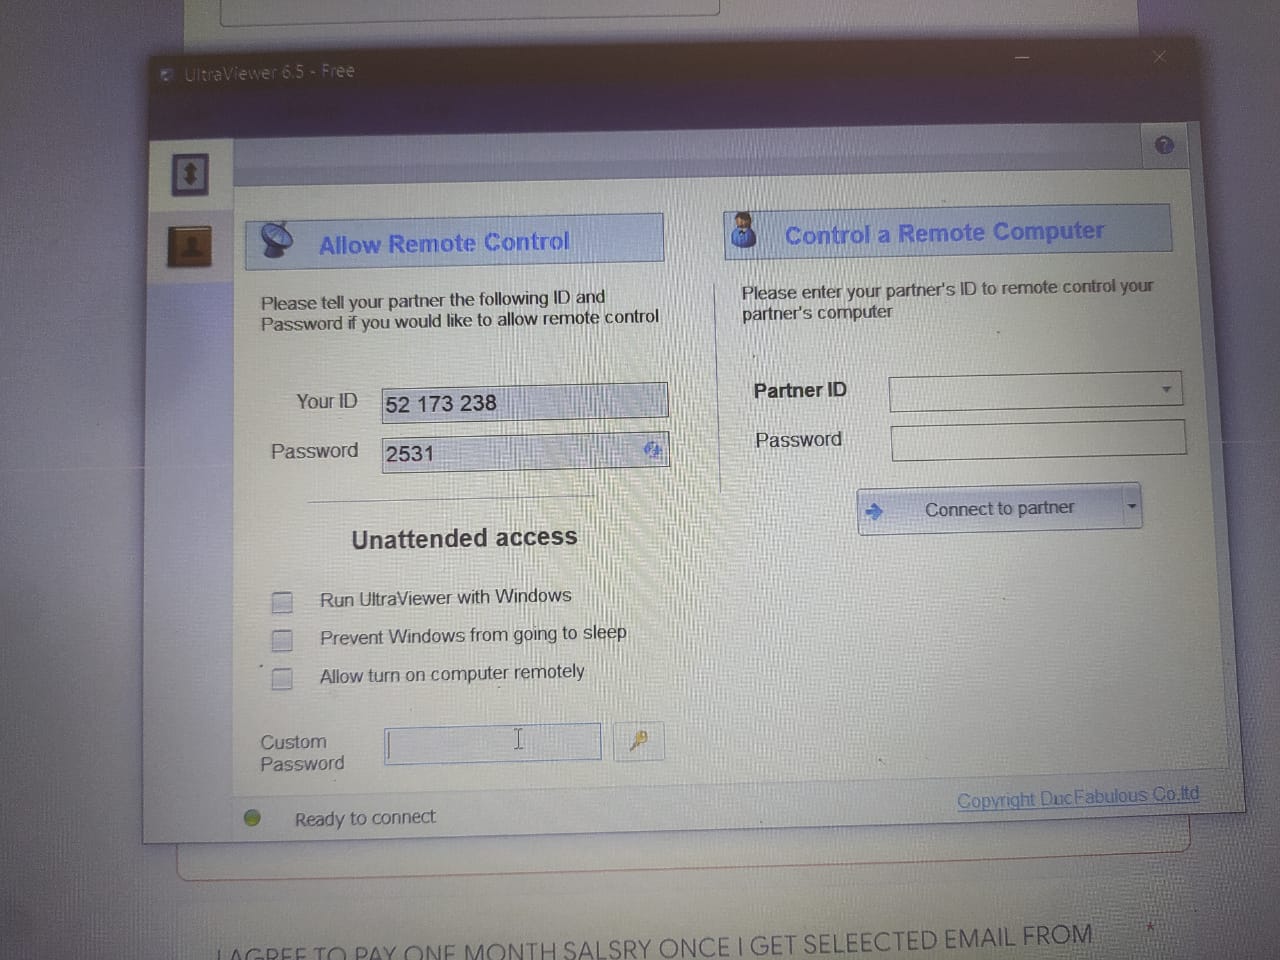 UltraViewer 6.5 - Free
Allow Remote Control
Please tell your partner the following ID and
Password if you would like to allow remote control
Your ID
52 173 238
Password
2531
Unattended access
Run UltraViewer with Windows
Prevent Windows from going to sleep
Allow turn on computer remotely
Custom
Password
Ready to connect
Control a Remote Computer
Please enter your partner's ID to remote control your
partner's computer
Partner ID
Password
Connect to partner
Copyright DucFabulous Co.ltd
I AGREE TO PAY ONE MONTH SALSRY ONCE I GET SELEECTED EMAIL FROM *